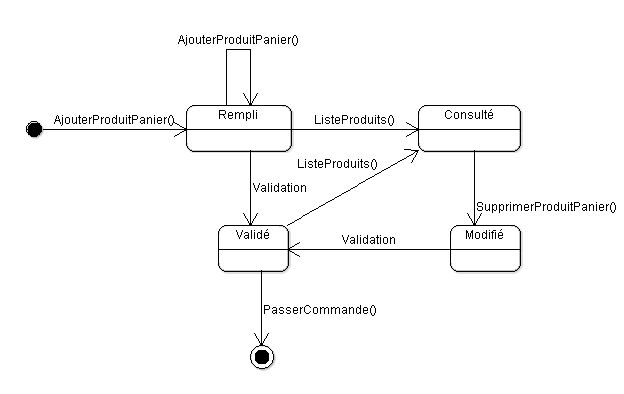 AjouterProduitPanier()
AjouterProduitPanier()
Rempli
ListeProduits()
Consulté
ListeProduits()
Validation
SupprimerProduitPanier()
Validé
Validation
Modifié
PasserCommande()